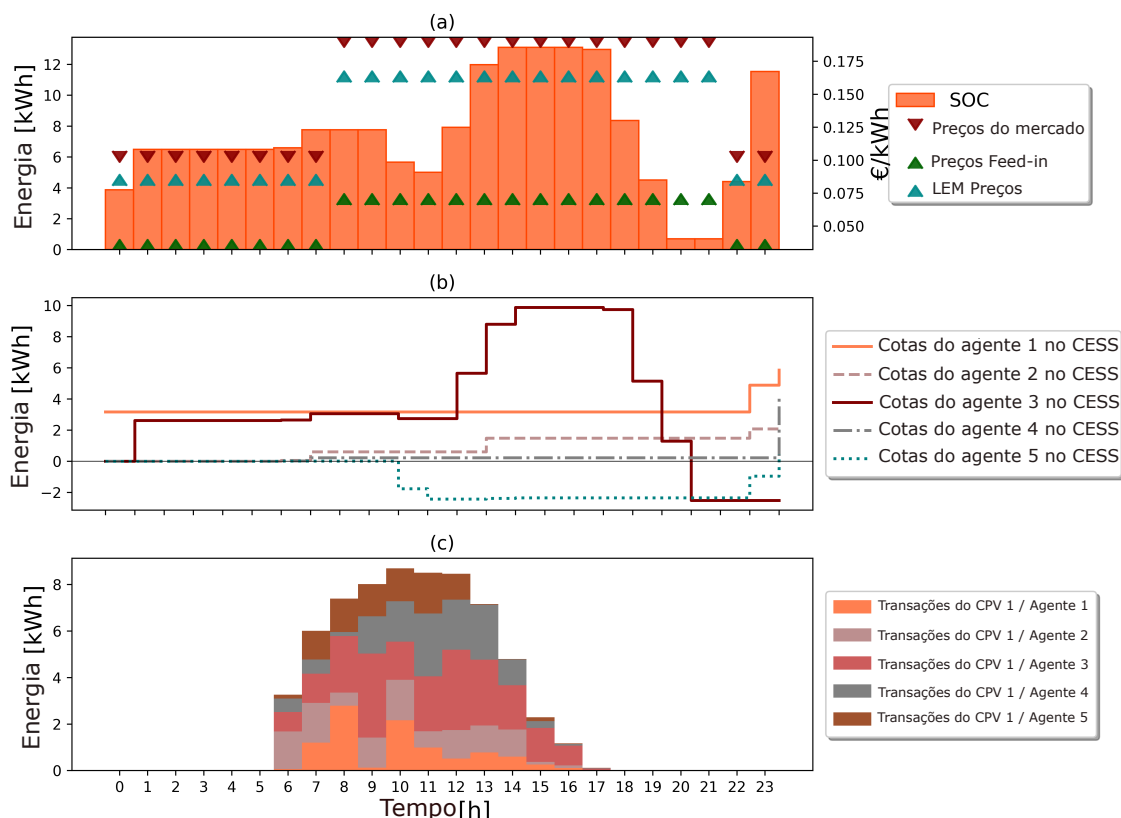 (a)
Energia [kWh]
12
10
8
6
4
2
0
0.175
0.150
0.125
0.100
0.075
0.050
€/kWh
SOC
Preços do mercado
Preços Feed-in
LEM Preços
(b)
Energia [kWh]
10
8
6
4
2
0
−2
Cotas do agente 1 no CESS
Cotas do agente 2 no CESS
Cotas do agente 3 no CESS
Cotas do agente 4 no CESS
Cotas do agente 5 no CESS
(c)
Energia [kWh]
8
6
4
2
0
0 1 2 3 4 5 6 7 8 9 10 11 12 13 14 15 16 17 18 19 20 21 22 23
Tempo[h]
Transações do CPV 1 / Agente 1
Transações do CPV 1 / Agente 2
Transações do CPV 1 / Agente 3
Transações do CPV 1 / Agente 4
Transações do CPV 1 / Agente 5